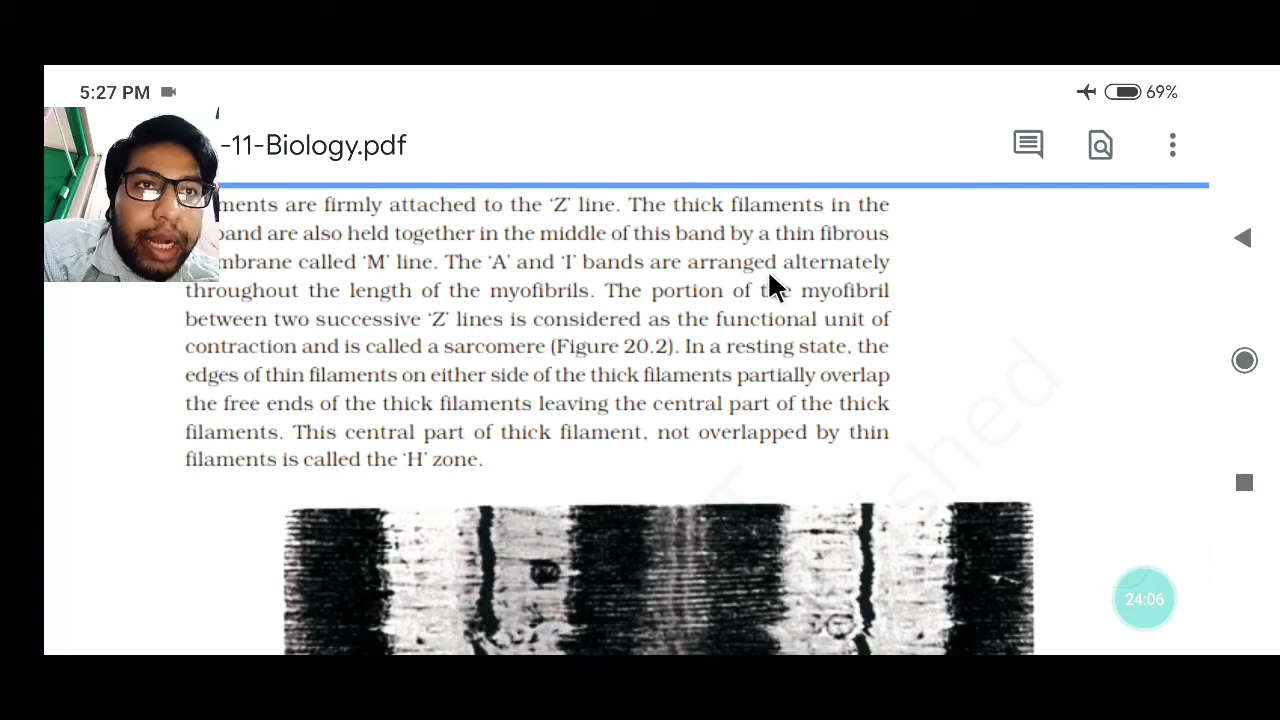 5:27 PM
69%
-11-Biology.pdf
ments are firmly attached to the ‘Z’ line. The thick filaments in the
band are also held together in the middle of this band by a thin fibrous
mbrane called ‘M’ line. The ‘A’ and ‘I’ bands are arranged alternately
throughout the length of the myofibrils. The portion of the myofibril
between two successive ‘Z’ lines is considered as the functional unit of
contraction and is called a sarcomere (Figure 20.2). In a resting state, the
edges of thin filaments on either side of the thick filaments partially overlap
the free ends of the thick filaments leaving the central part of the thick
filaments. This central part of thick filament, not overlapped by thin
filaments is called the ‘H’ zone.
24:06